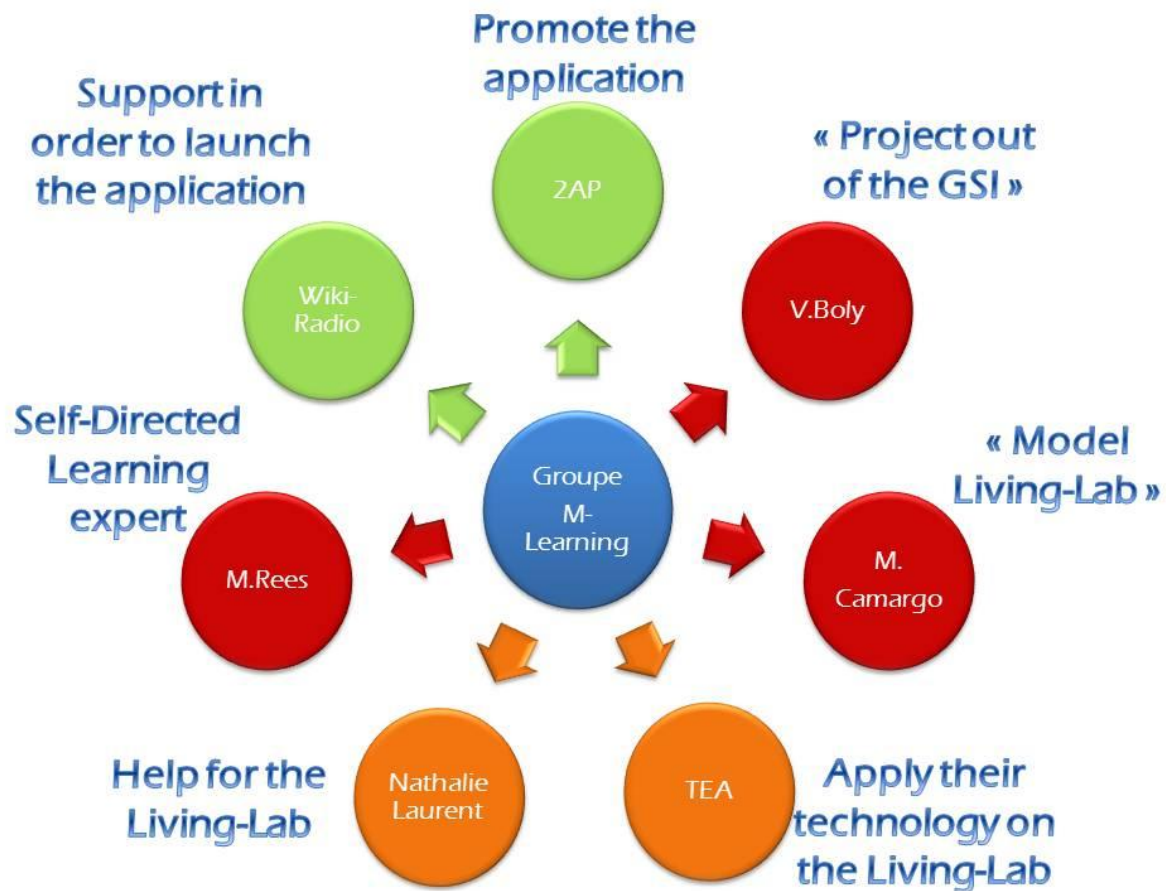 Promote the
application
Support in
order to launch
the application
« Project out
of the GSI »
2AP
Wiki-
Radio
V.Boly
Self-Directed
Learning
expert
« Model
Living-Lab »
Groupe
M-
Learning
M.Rees
M.
Camargo
Help for the
Living-Lab
Nathalie
Laurent
TEA
Apply their
technology on
the Living-Lab